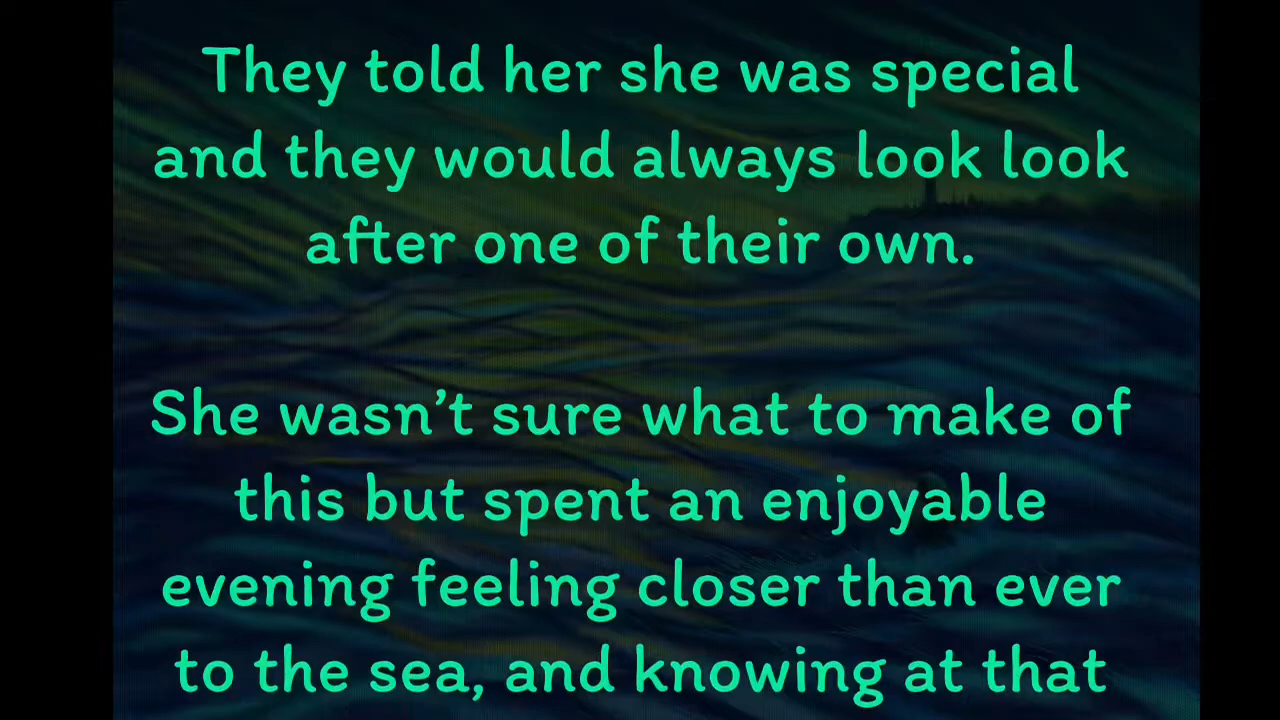 They told her she was special
and they would always look look
after one of their own.
She wasn’t sure what to make of
this but spent an enjoyable
evening feeling closer than ever
to the sea, and knowing at that